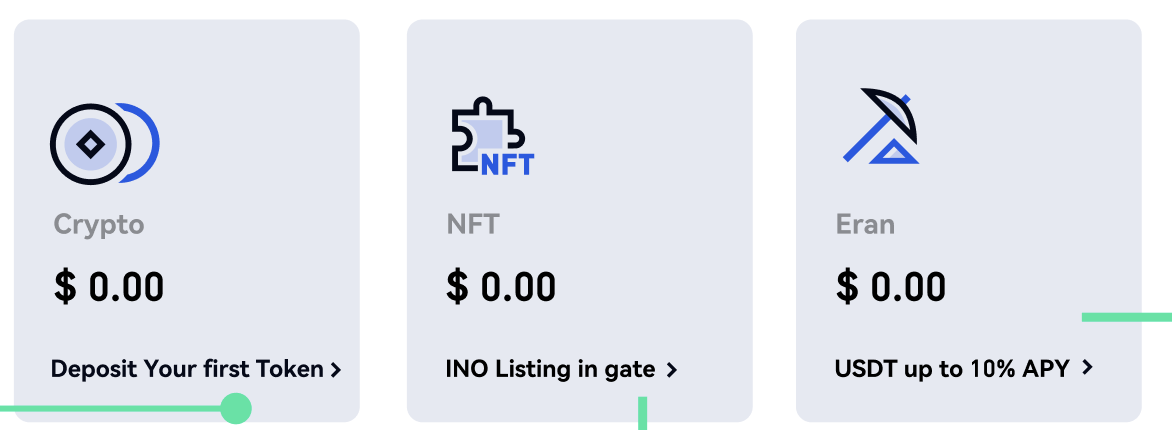 Crypto
$ 0.00
Deposit Your first Token
NFT
NFT
$ 0.00
INO Listing in gate
Eran
$ 0.00
USDT up to 10% APY